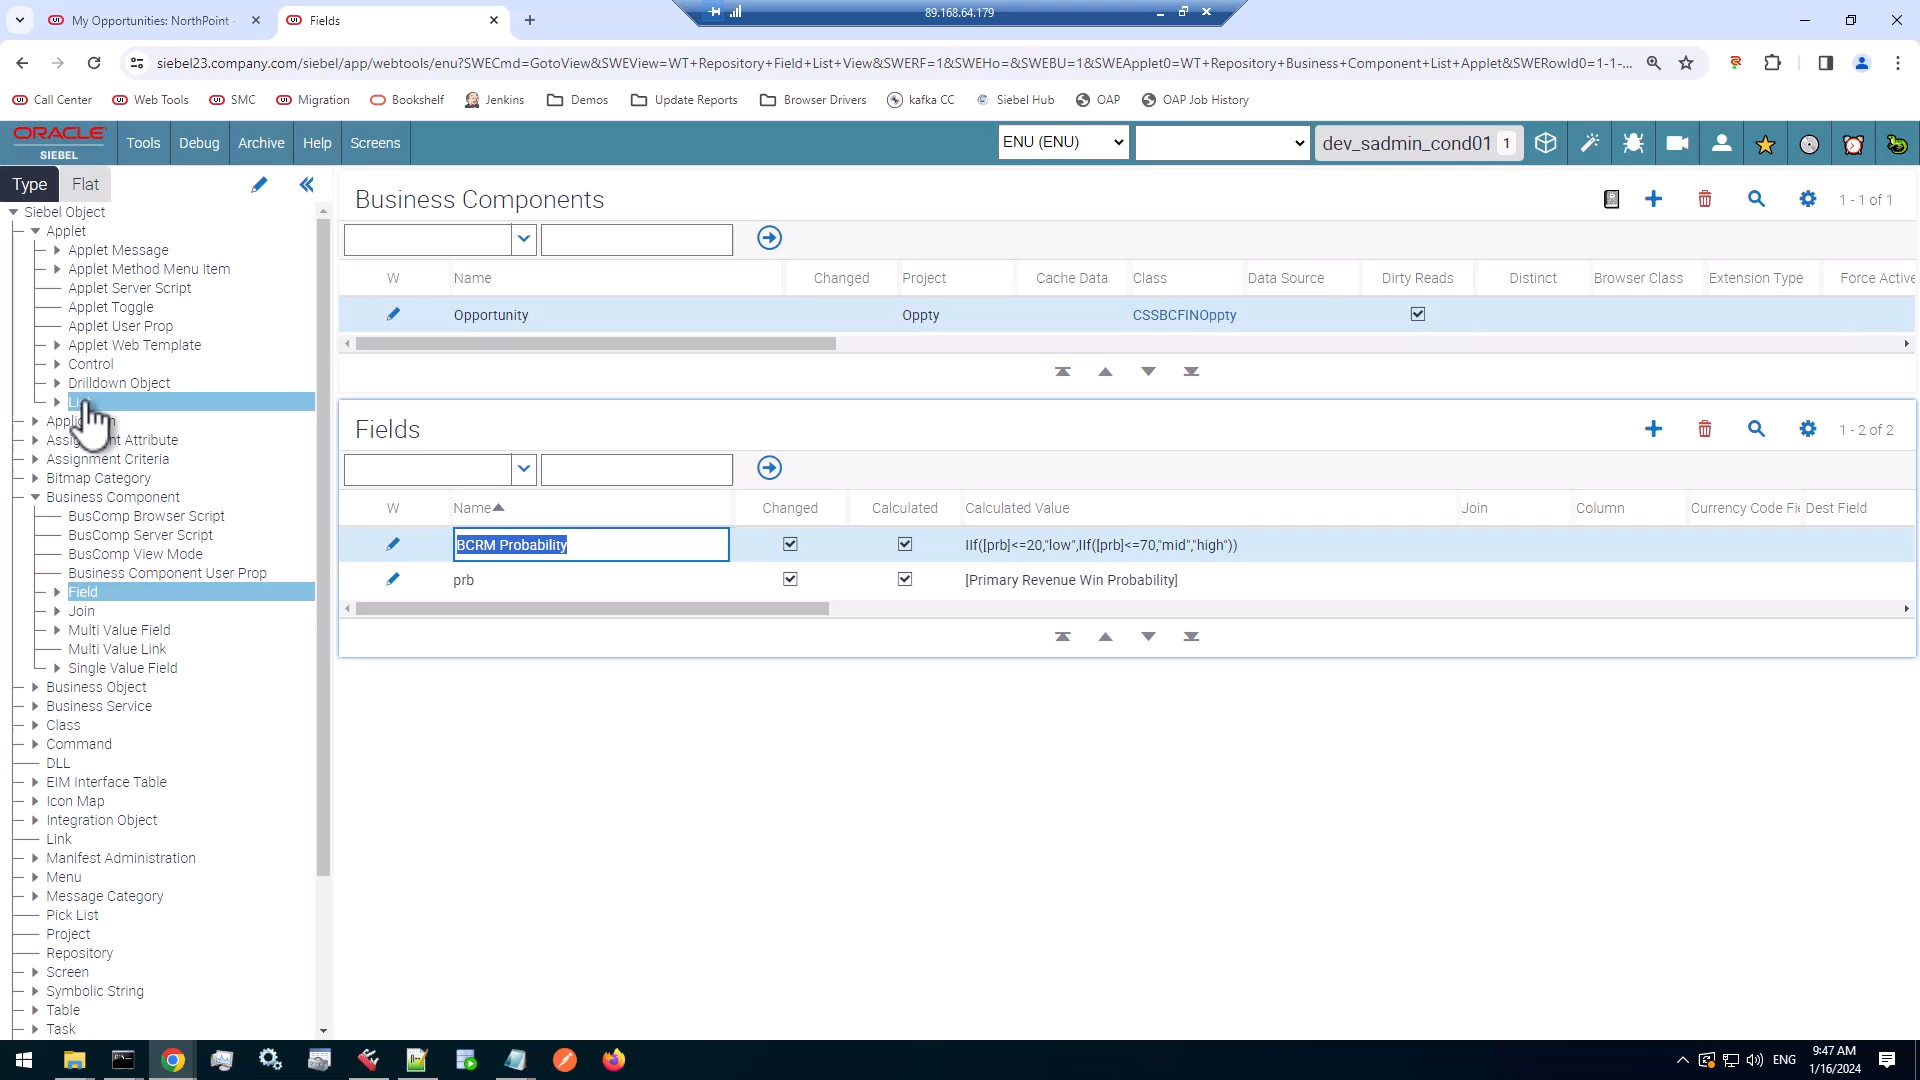 My Opportunities: NorthPoint
Fields
89.168.64.179
siebel23.company.com/siebel/app/webtools/enu?SWECmd=GotoView&SWEView=WT+Repository+Field+List+View&SWERF=1&SWEHo=&SWEBU=1&SWEApplet0=WT+Repository+Business+Component+List+Applet&SWERowId0=1-1-...
Call Center Web Tools SMC Migration Bookshelf Jenkins Demos Update Reports Browser Drivers kafka CC Siebel Hub OAP OAP Job History
ORACLE
SIEBEL
Tools Debug Archive Help Screens ENU (ENU) dev_sadmin_cond01 1
Type Flat
Siebel Object
Applet
Applet Message
Applet Method Menu Item
Applet Server Script
Applet Toggle
Applet User Prop
Applet Web Template
Control
Drilldown Object
Assignment Attribute
Assignment Criteria
Bitmap Category
Business Component
BusComp Browser Script
BusComp Server Script
BusComp View Mode
Business Component User Prop
Field
Join
Multi Value Field
Multi Value Link
Single Value Field
Business Object
Business Service
Class
Command
DLL
EIM Interface Table
Icon Map
Integration Object
Link
Manifest Administration
Menu
Message Category
Pick List
Project
Repository
Screen
Symbolic String
Table
Task
Business Components
1 - 1 of 1
W Name Changed Project Cache Data Class Data Source Dirty Reads Distinct Browser Class Extension Type Force Active
Opportunity Oppty CSSBCFINOppty
Fields
1 - 2 of 2
W Name Changed Calculated Calculated Value Join Column Currency Code Fie Dest Field
BCRM Probability IIf([prb]<=20,"low",IIf([prb]<=70,"mid","high"))
prb [Primary Revenue Win Probability]
ENG
9:47 AM
1/16/2024